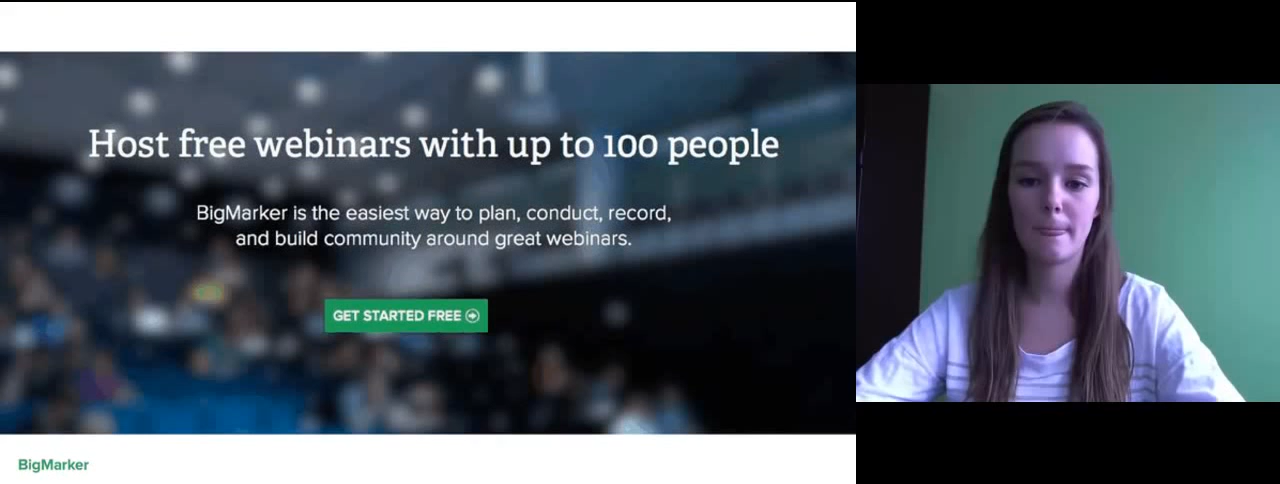 Host free webinars with up to 100 people
BigMarker is the easiest way to plan, conduct, record,
and build community around great webinars.
GET STARTED FREE
BigMarker